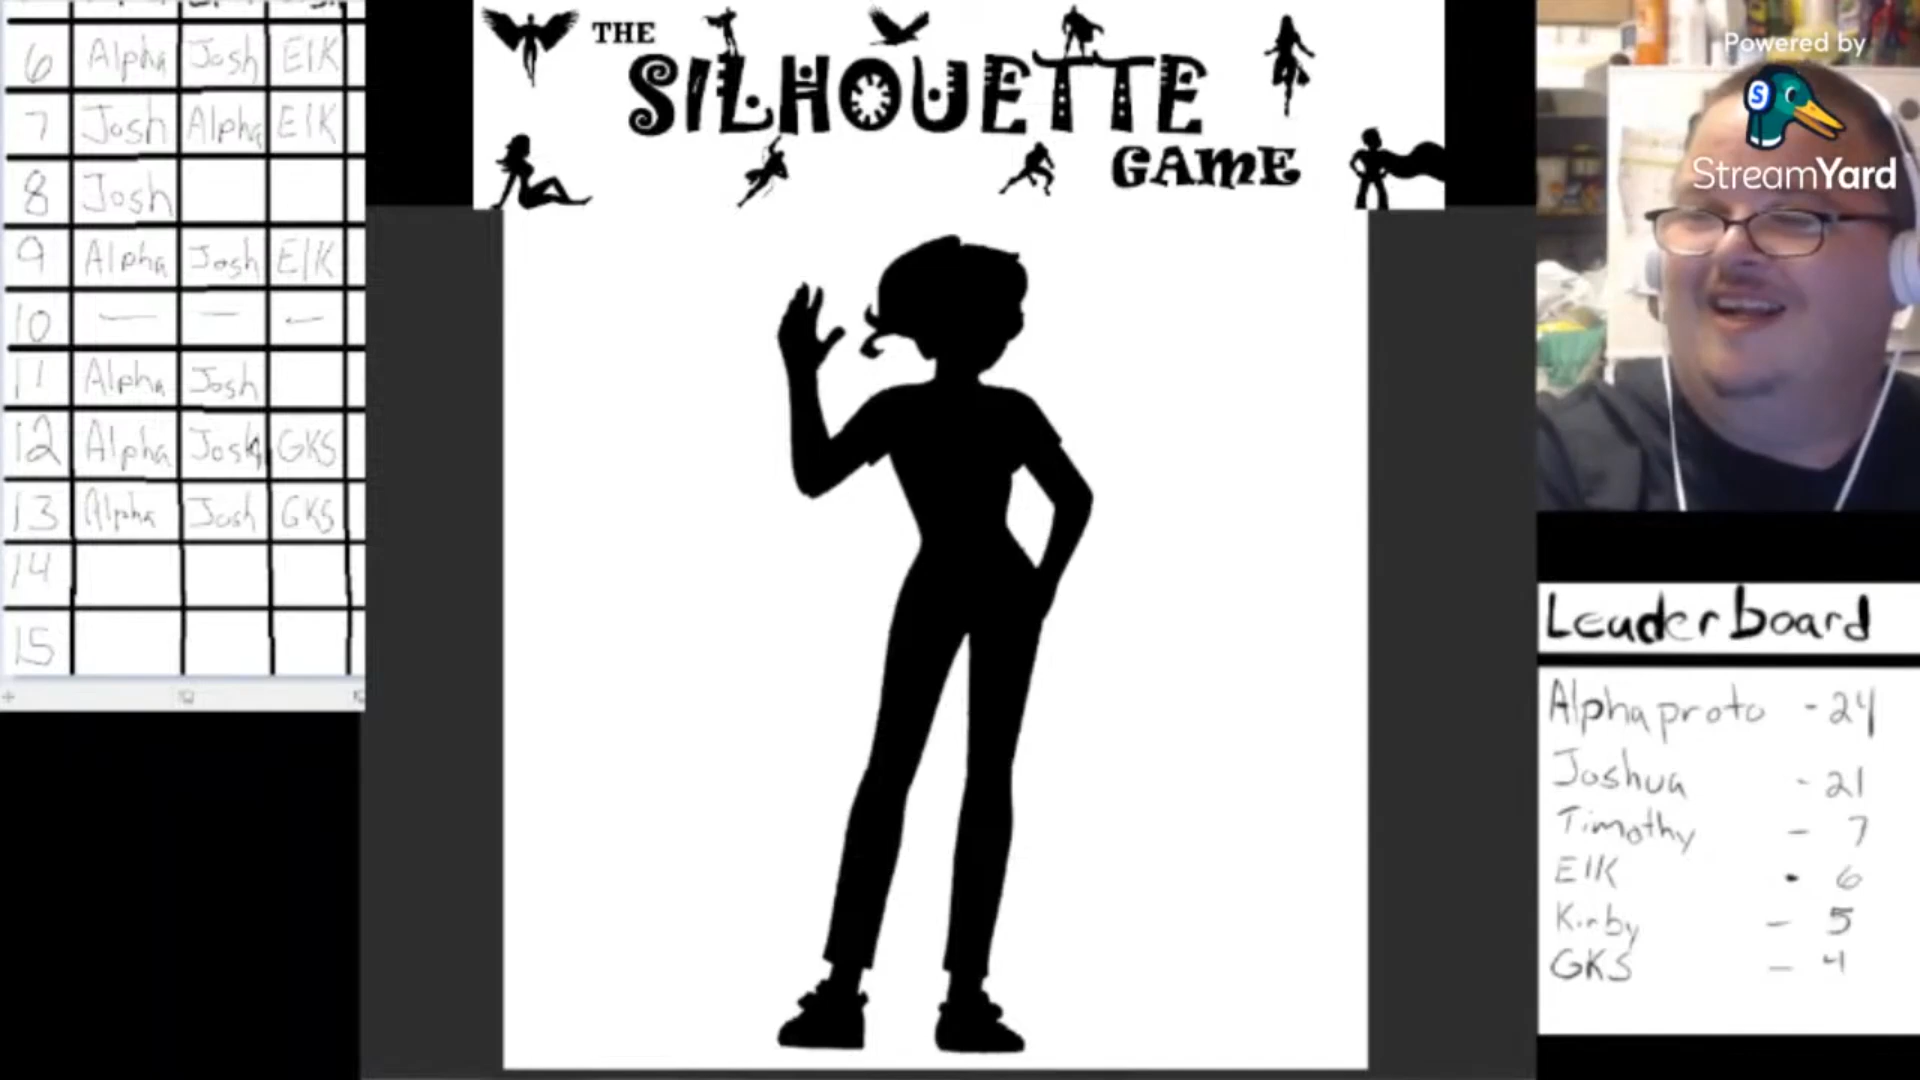 6 Alpha Josh Elk
7 Josh Alpha Elk
8 Josh
9 Alpha Josh Elk
10 — — —
11 Alpha Josh
12 Alpha Josh GKS
13 Alpha Josh GKS
14
15
THE
SILHOUETTE
GAME
Powered by
S
StreamYard
Leaderboard
Alphaproto - 24
Joshua - 21
Timothy - 7
Elk - 6
Kirby - 5
GKS - 4